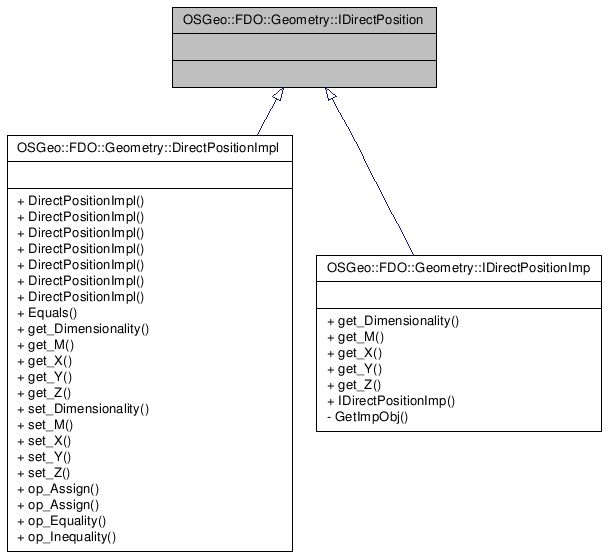 OSGeo::FDO::Geometry::IDirectPosition
OSGeo::FDO::Geometry::DirectPositionImpl
+ DirectPositionImpl()
+ DirectPositionImpl()
+ DirectPositionImpl()
+ DirectPositionImpl()
+ DirectPositionImpl()
+ DirectPositionImpl()
+ DirectPositionImpl()
+ Equals()
+ get_Dimensionality()
+ get_M()
+ get_X()
+ get_Y()
+ get_Z()
+ set_Dimensionality()
+ set_M()
+ set_X()
+ set_Y()
+ set_Z()
+ op_Assign()
+ op_Assign()
+ op_Equality()
+ op_Inequality()
OSGeo::FDO::Geometry::IDirectPositionImp
+ get_Dimensionality()
+ get_M()
+ get_X()
+ get_Y()
+ get_Z()
+ IDirectPositionImp()
- GetImpObj()